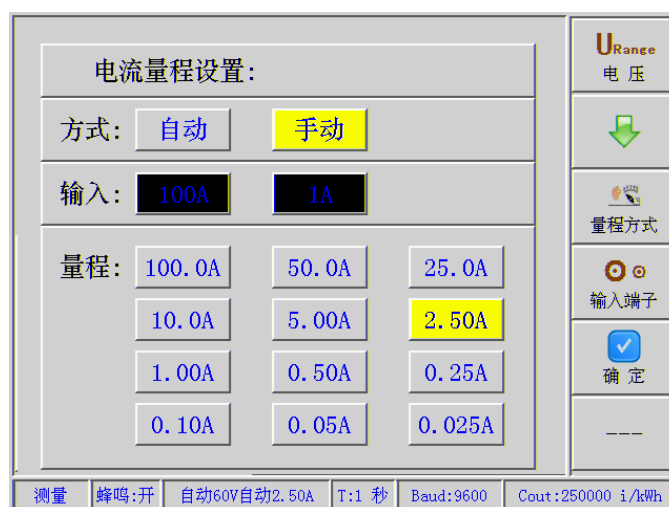 电流量程设置:
方式: 自动 手动
输入: 100A 1A
量程: 100.0A 50.0A 25.0A
10.0A 5.00A 2.50A
1.00A 0.50A 0.25A
0.10A 0.05A 0.025A
URange
电 压
量程方式
输入端子
确 定
---
测量 蜂鸣:开 自动60V自动2.50A T:1 秒 Baud:9600 Cout:250000 i/kWh